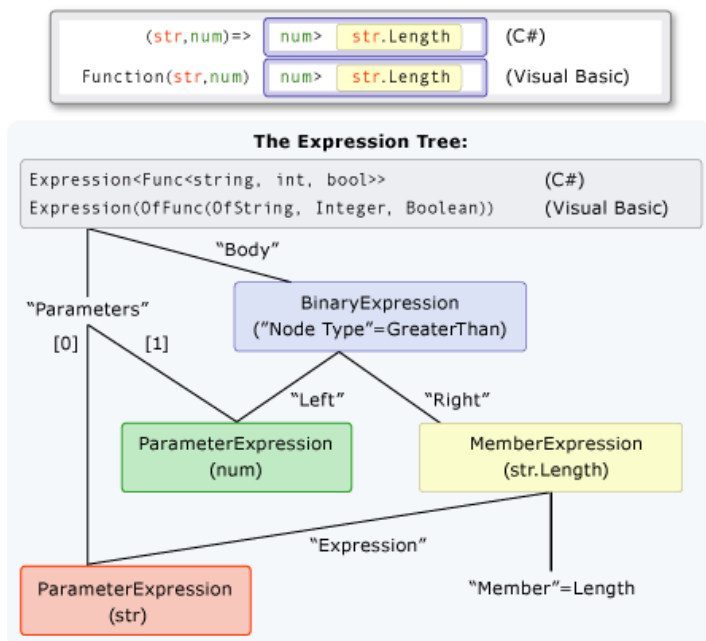 (str,num)=> num> str.Length (C#)
Function(str,num) num> str.Length (Visual Basic)
The Expression Tree:
Expression<Func<string, int, bool>> (C#)
Expression(OfFunc(OfString, Integer, Boolean)) (Visual Basic)
“Body”
BinaryExpression
(”Node Type”=GreaterThan)
“Parameters”
[0] [1]
“Left” “Right”
ParameterExpression
(num)
MemberExpression
(str.Length)
“Expression”
ParameterExpression
(str)
“Member”=Length